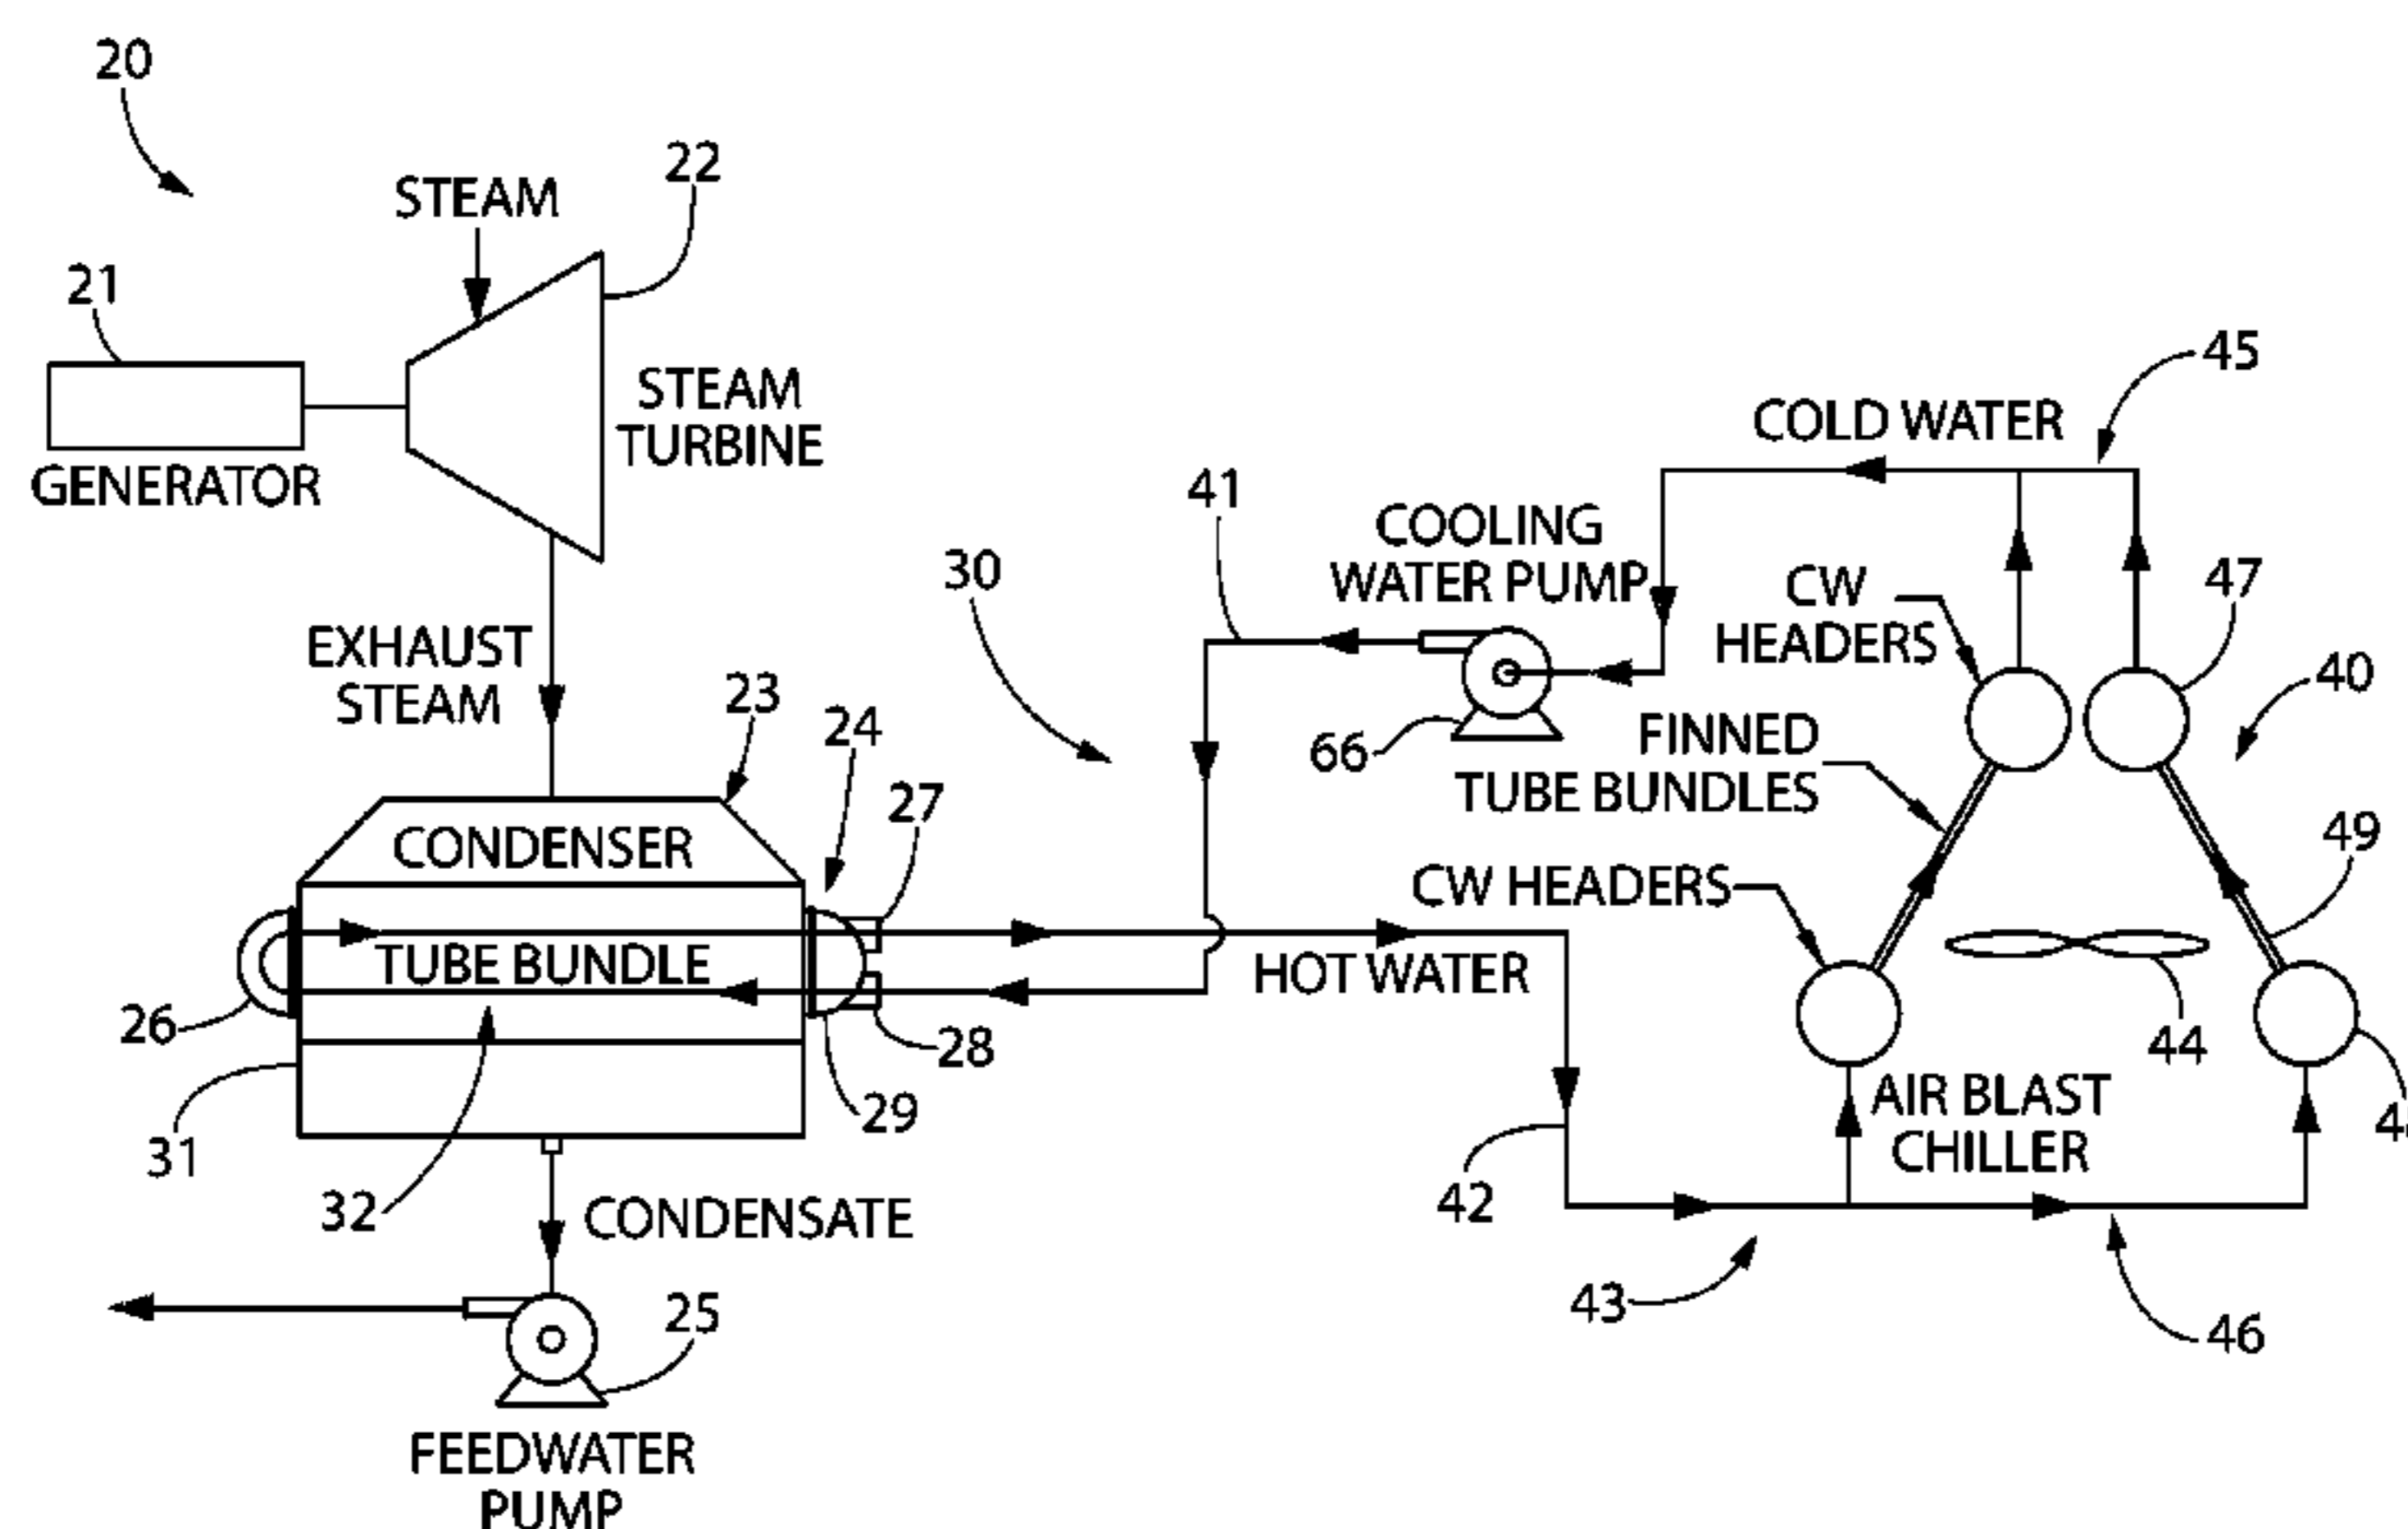 20
STEAM
22
21
STEAM
TURBINE
GENERATOR
45
COLD WATER
41
COOLING
WATER PUMP
30
CW
HEADERS
47
40
EXHAUST
STEAM
23
24
66
FINNED
TUBE BUNDLES
27
CONDENSER
49
CW HEADERS
TUBE BUNDLE
HOT WATER
26
28
44
29
AIR BLAST
CHILLER
31
32
42
CONDENSATE
43
46
25
FEEDWATER
PUMP